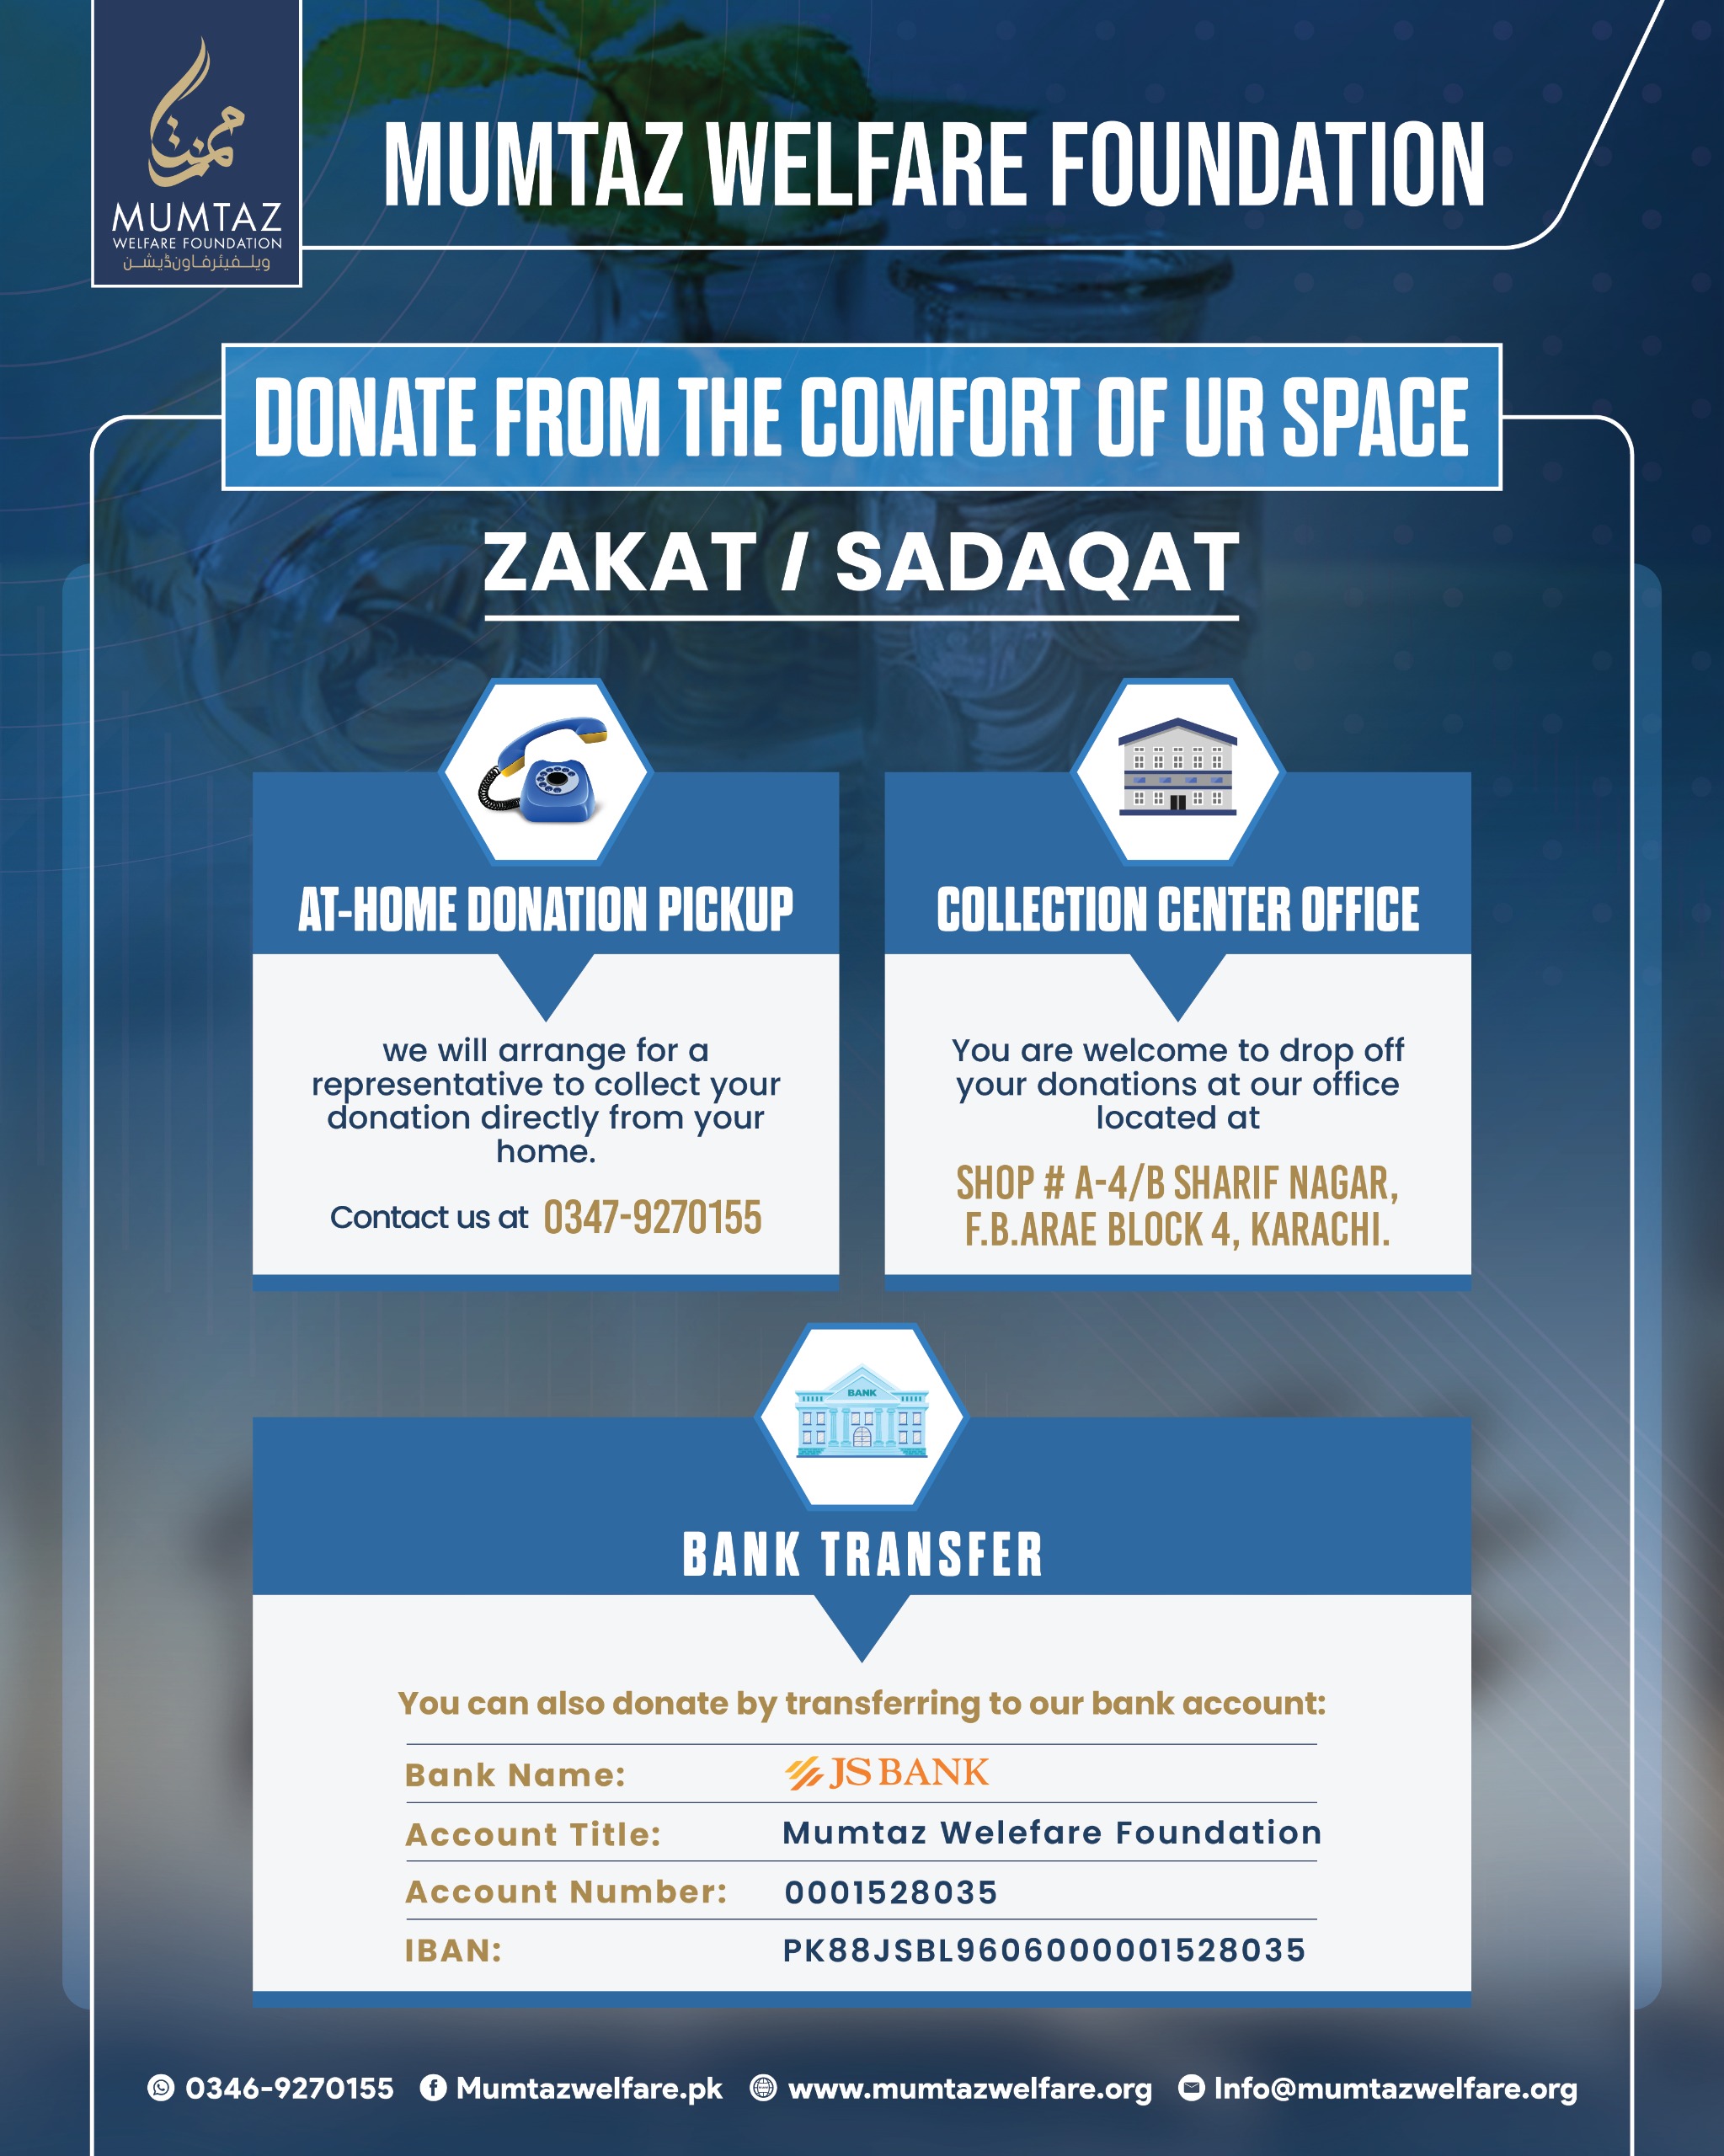 ممتاز
MUMTAZ
WELFARE FOUNDATION
ویلفیئرفاونڈیشن
MUMTAZ WELFARE FOUNDATION
DONATE FROM THE COMFORT OF UR SPACE
ZAKAT / SADAQAT
AT-HOME DONATION PICKUP
we will arrange for a
representative to collect your
donation directly from your
home.
Contact us at 0347-9270155
COLLECTION CENTER OFFICE
You are welcome to drop off
your donations at our office
located at
SHOP # A-4/B SHARIF NAGAR,
F.B.ARAE BLOCK 4, KARACHI.
BANK
BANK TRANSFER
You can also donate by transferring to our bank account:
Bank Name: JS BANK
Account Title: Mumtaz Welefare Foundation
Account Number: 0001528035
IBAN: PK88JSBL9606000001528035
0346-9270155 Mumtazwelfare.pk www.mumtazwelfare.org Info@mumtazwelfare.org